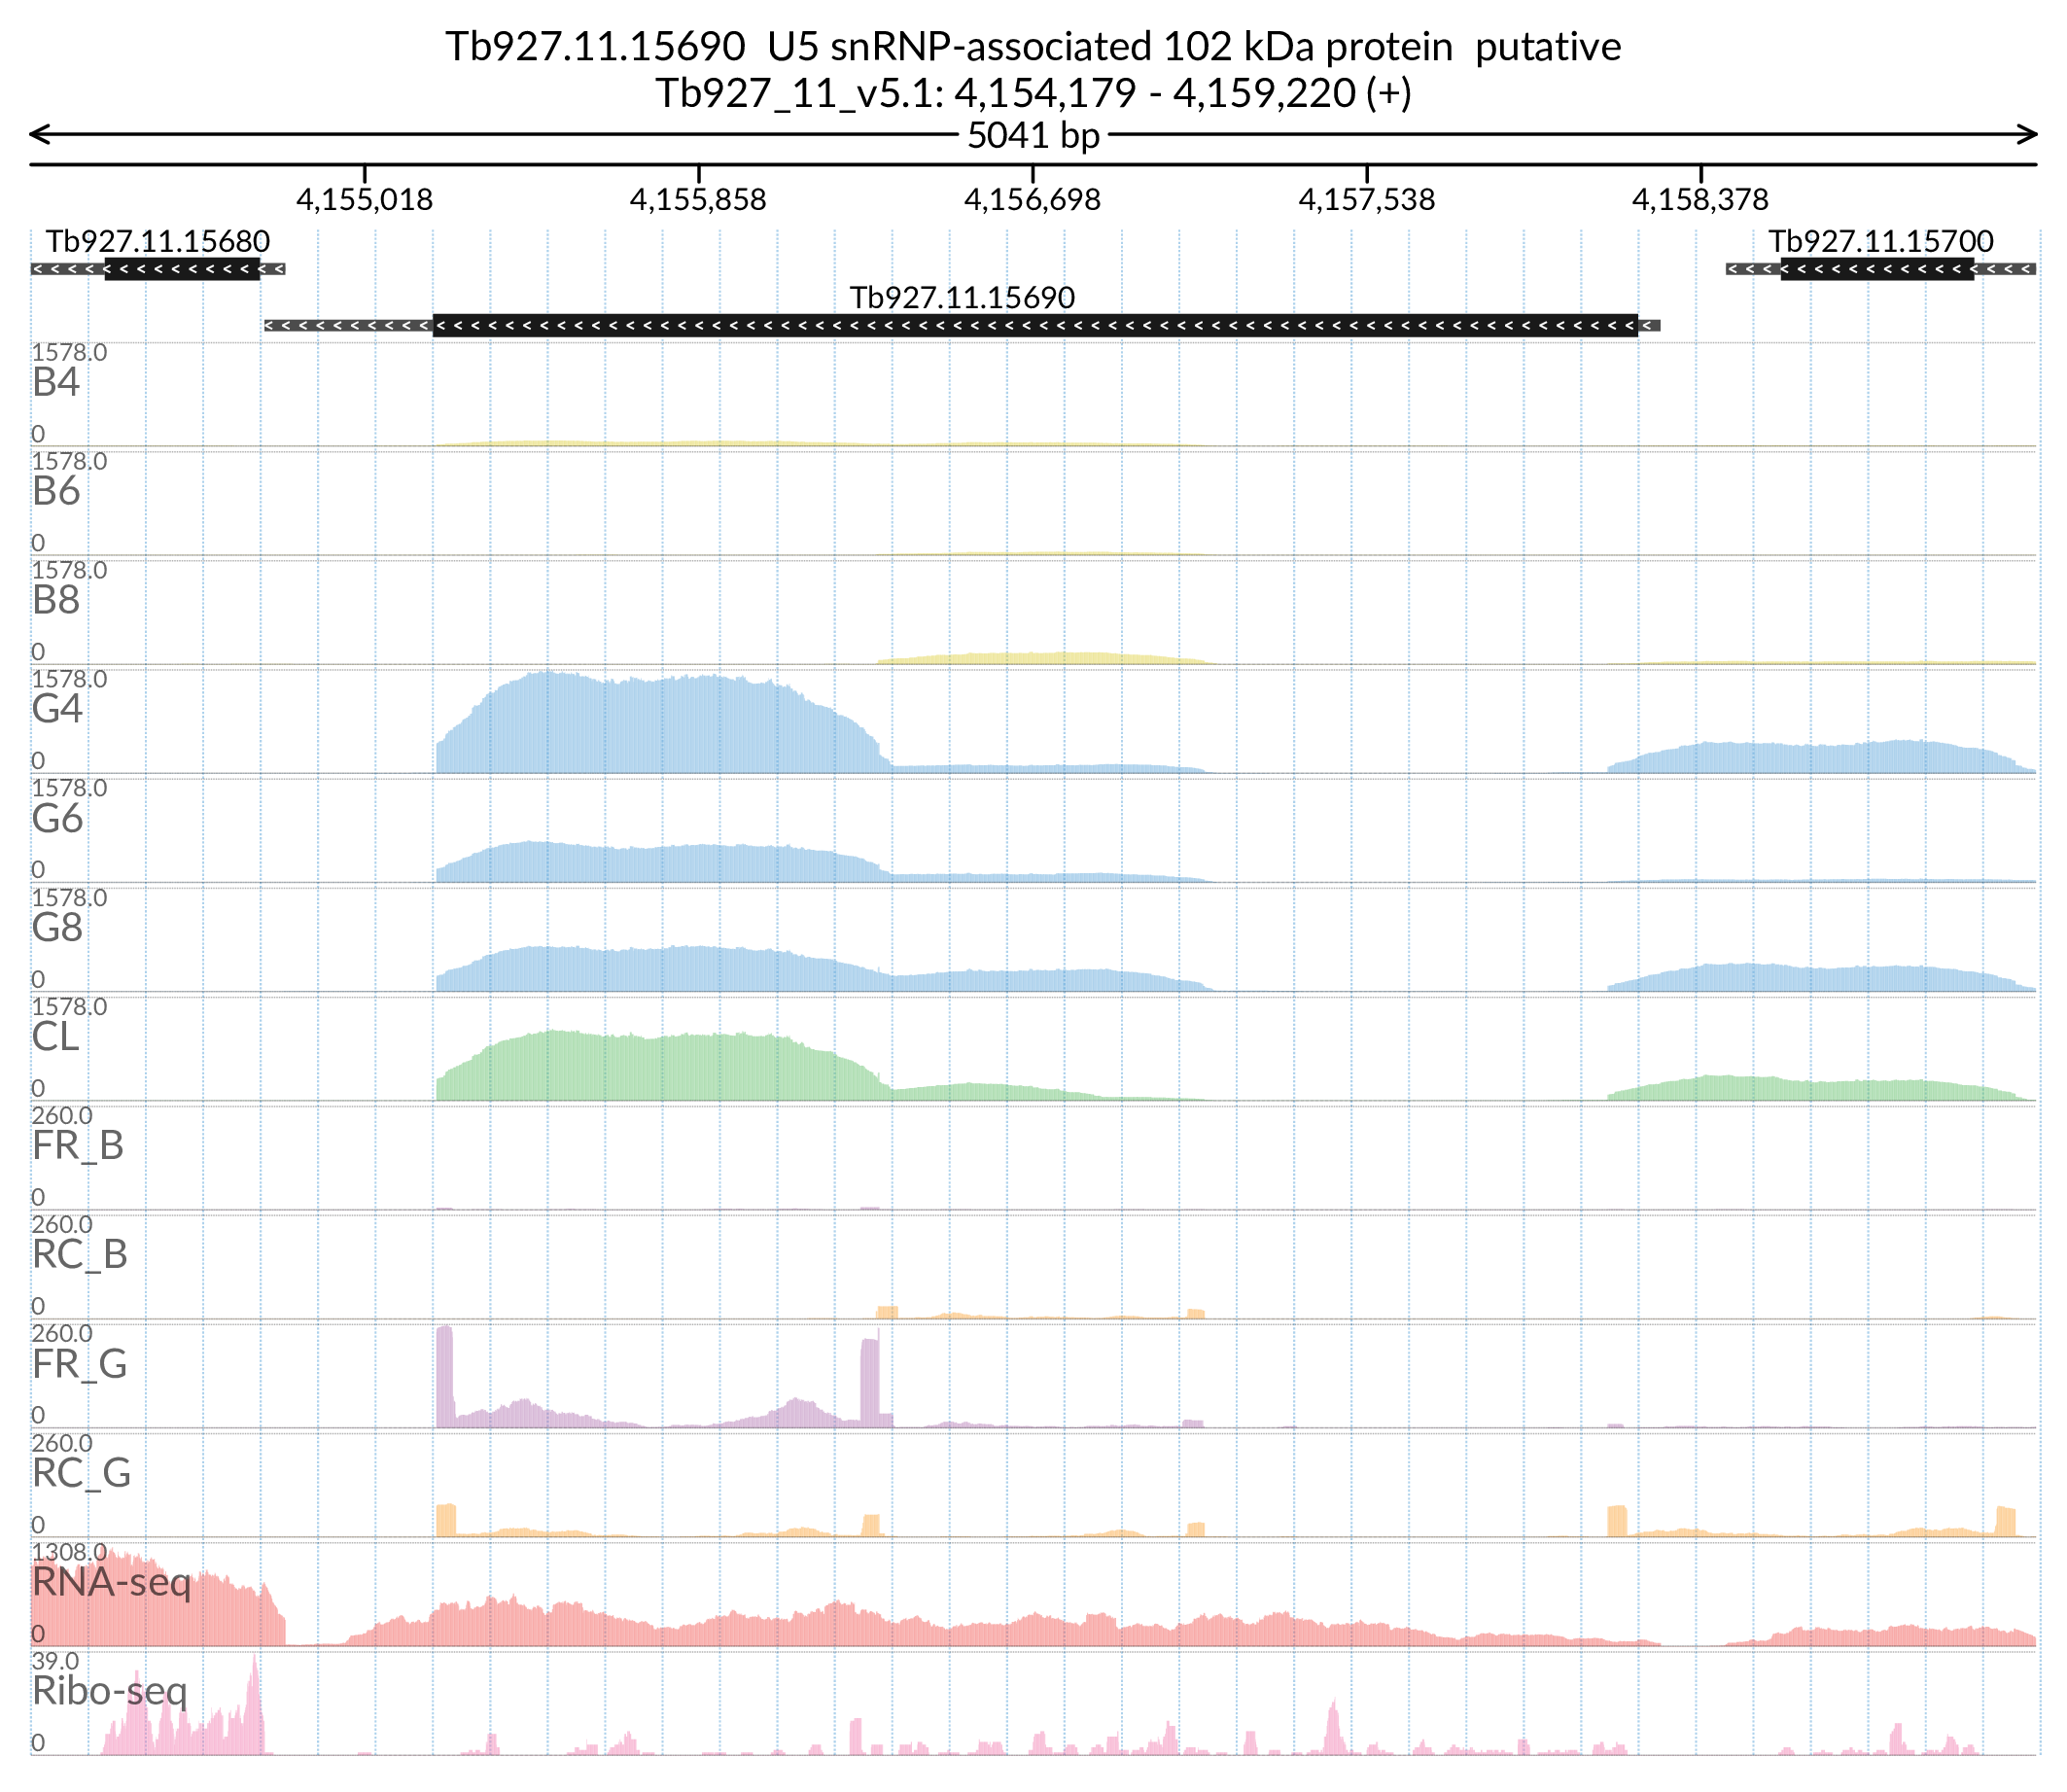 Tb927.11.15690  U5 snRNP-associated 102 kDa protein  putative
Tb927_11_v5.1: 4,154,179 - 4,159,220 (+)
5041 bp
4,155,018 4,155,858 4,156,698 4,157,538 4,158,378
Tb927.11.15680 Tb927.11.15700
Tb927.11.15690
1578.0
B4
0
1578.0
B6
0
1578.0
B8
0
1578.0
G4
0
1578.0
G6
0
1578.0
G8
0
1578.0
CL
0
260.0
FR_B
0
260.0
RC_B
0
260.0
FR_G
0
260.0
RC_G
0
1308.0
RNA-seq
0
39.0
Ribo-seq
0